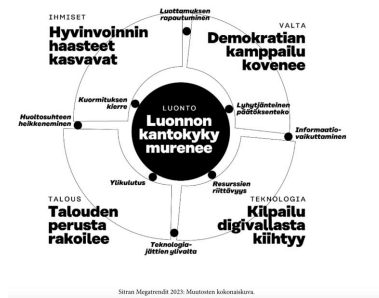 Luottamuksen
rapautuminen
IHMISET
Hyvinvoinnin
haasteet
kasvavat
VALTA
Demokratian
kamppailu
kovenee
Kuormituksen
kierre
LUONTO
Luonnon
kantokyky
murenee
Lyhytjänteinen
päätöksenteko
Huoltosuhteen
heikkeneminen
Informaatio-
vaikuttaminen
Ylikulutus
Resurssien
riittävyys
TALOUS
Talouden
perusta
rakoilee
TEKNOLOGIA
Kilpailu
digivallasta
kiihtyy
Teknologia-
jättien ylivalta
Sitran Megatrendit 2023: Muutosten kokonaiskuva.